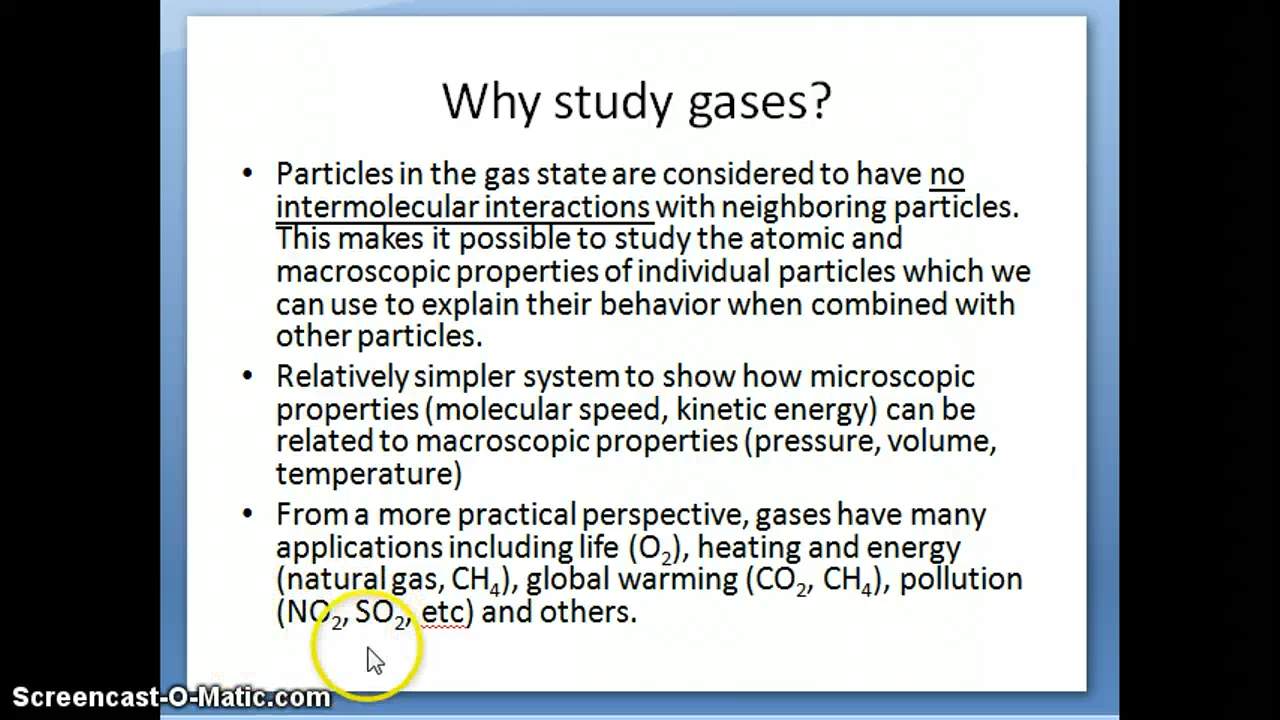 Why study gases?
• Particles in the gas state are considered to have no
intermolecular interactions with neighboring particles.
This makes it possible to study the atomic and
macroscopic properties of individual particles which we
can use to explain their behavior when combined with
other particles.
• Relatively simpler system to show how microscopic
properties (molecular speed, kinetic energy) can be
related to macroscopic properties (pressure, volume,
temperature)
• From a more practical perspective, gases have many
applications including life (O₂), heating and energy
(natural gas, CH₄), global warming (CO₂, CH₄), pollution
(NO₂, SO₂, etc) and others.
Screencast-O-Matic.com